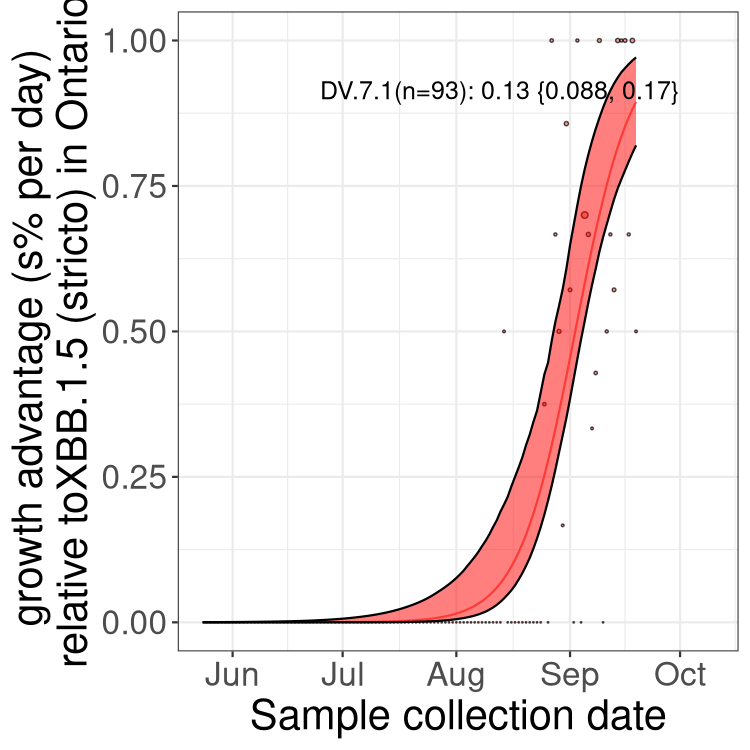 growth advantage (s% per day)
relative toXBB.1.5 (stricto) in Ontario
1.00
0.75
0.50
0.25
0.00
DV.7.1(n=93): 0.13 {0.088, 0.17}
Jun Jul Aug Sep Oct
Sample collection date